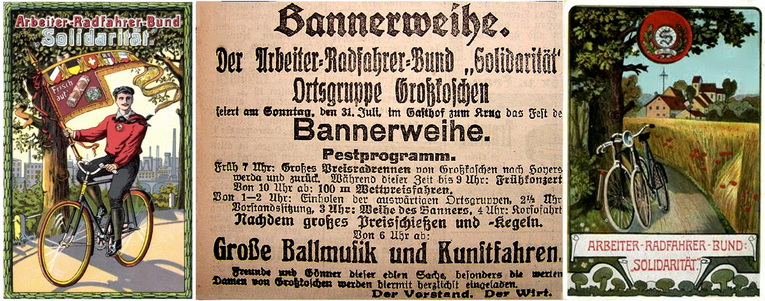 Arbeiter-Radfahrer-Bund
"Solidarität"
Frisch
auf!
Bannerweihe.
Der Arbeiter-Radfahrer-Bund „Solidarität"
Ortsgruppe Großkoschen
feiert am Sonntag, den 31. Juli, im Gasthof zum Krug das Fest de
Bannerweihe.
Festprogramm.
Früh 7 Uhr: Großes Preisradrennen von Großkoschen nach Hoyers
werda und zurück. Während dieser Zeit bis 9 Uhr: Frühkonzert
Von 10 Uhr ab: 100 m Wettpreisfahren.
Von 1–2 Uhr: Einholen der auswärtigen Ortsgruppen, 2½ Uhr
Vorstandssitzung, 3 Uhr: Weihe des Banners, 4 Uhr: Korsofahrt
Nachdem großes Preisschießen und -Kegeln.
Von 6 Uhr ab:
Große Ballmusik und Kunstfahren.
Freunde und Gönner dieser edlen Sache, besonders die werten
Damen von Großkoschen werden hiermit herzlichst eingeladen.
Der Vorstand. Der Wirt.
ARBEITER-RADFAHRER-BUND:
„SOLIDARITÄT"